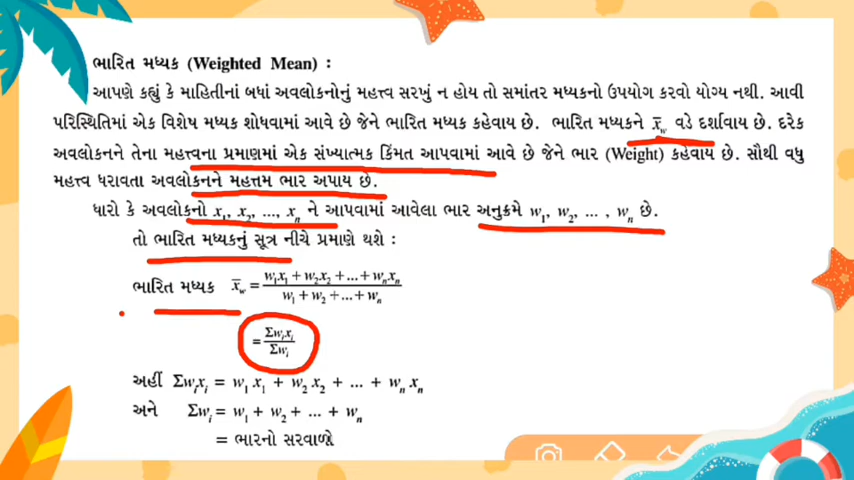 ભારિત મધ્યક (Weighted Mean) :
આપણે કહ્યું કે માહિતીનાં બધાં અવલોકનોનું મહત્ત્વ સરખું ન હોય તો સમાંતર મધ્યકનો ઉપયોગ કરવો યોગ્ય નથી. આવી
પરિસ્થિતિમાં એક વિશેષ મધ્યક શોધવામાં આવે છે જેને ભારિત મધ્યક કહેવાય છે. ભારિત મધ્યકને x̄_w વડે દર્શાવાય છે. દરેક
અવલોકનને તેના મહત્ત્વના પ્રમાણમાં એક સંખ્યાત્મક કિંમત આપવામાં આવે છે જેને ભાર (Weight) કહેવાય છે. સૌથી વધુ
મહત્ત્વ ધરાવતા અવલોકનને મહત્તમ ભાર અપાય છે.
ધારો કે અવલોકનો x₁, x₂, ..., xₙ ને આપવામાં આવેલા ભાર અનુક્રમે w₁, w₂, ... , wₙ છે.
તો ભારિત મધ્યકનું સૂત્ર નીચે પ્રમાણે થશે :
ભારિત મધ્યક x̄_w = (w₁x₁ + w₂x₂ + ... + wₙxₙ) / (w₁ + w₂ + ... + wₙ)
= Σwᵢxᵢ / Σwᵢ
અહીં Σwᵢxᵢ = w₁ x₁ + w₂ x₂ + ... + wₙ xₙ
અને Σwᵢ = w₁ + w₂ + ... + wₙ
= ભારનો સરવાળો